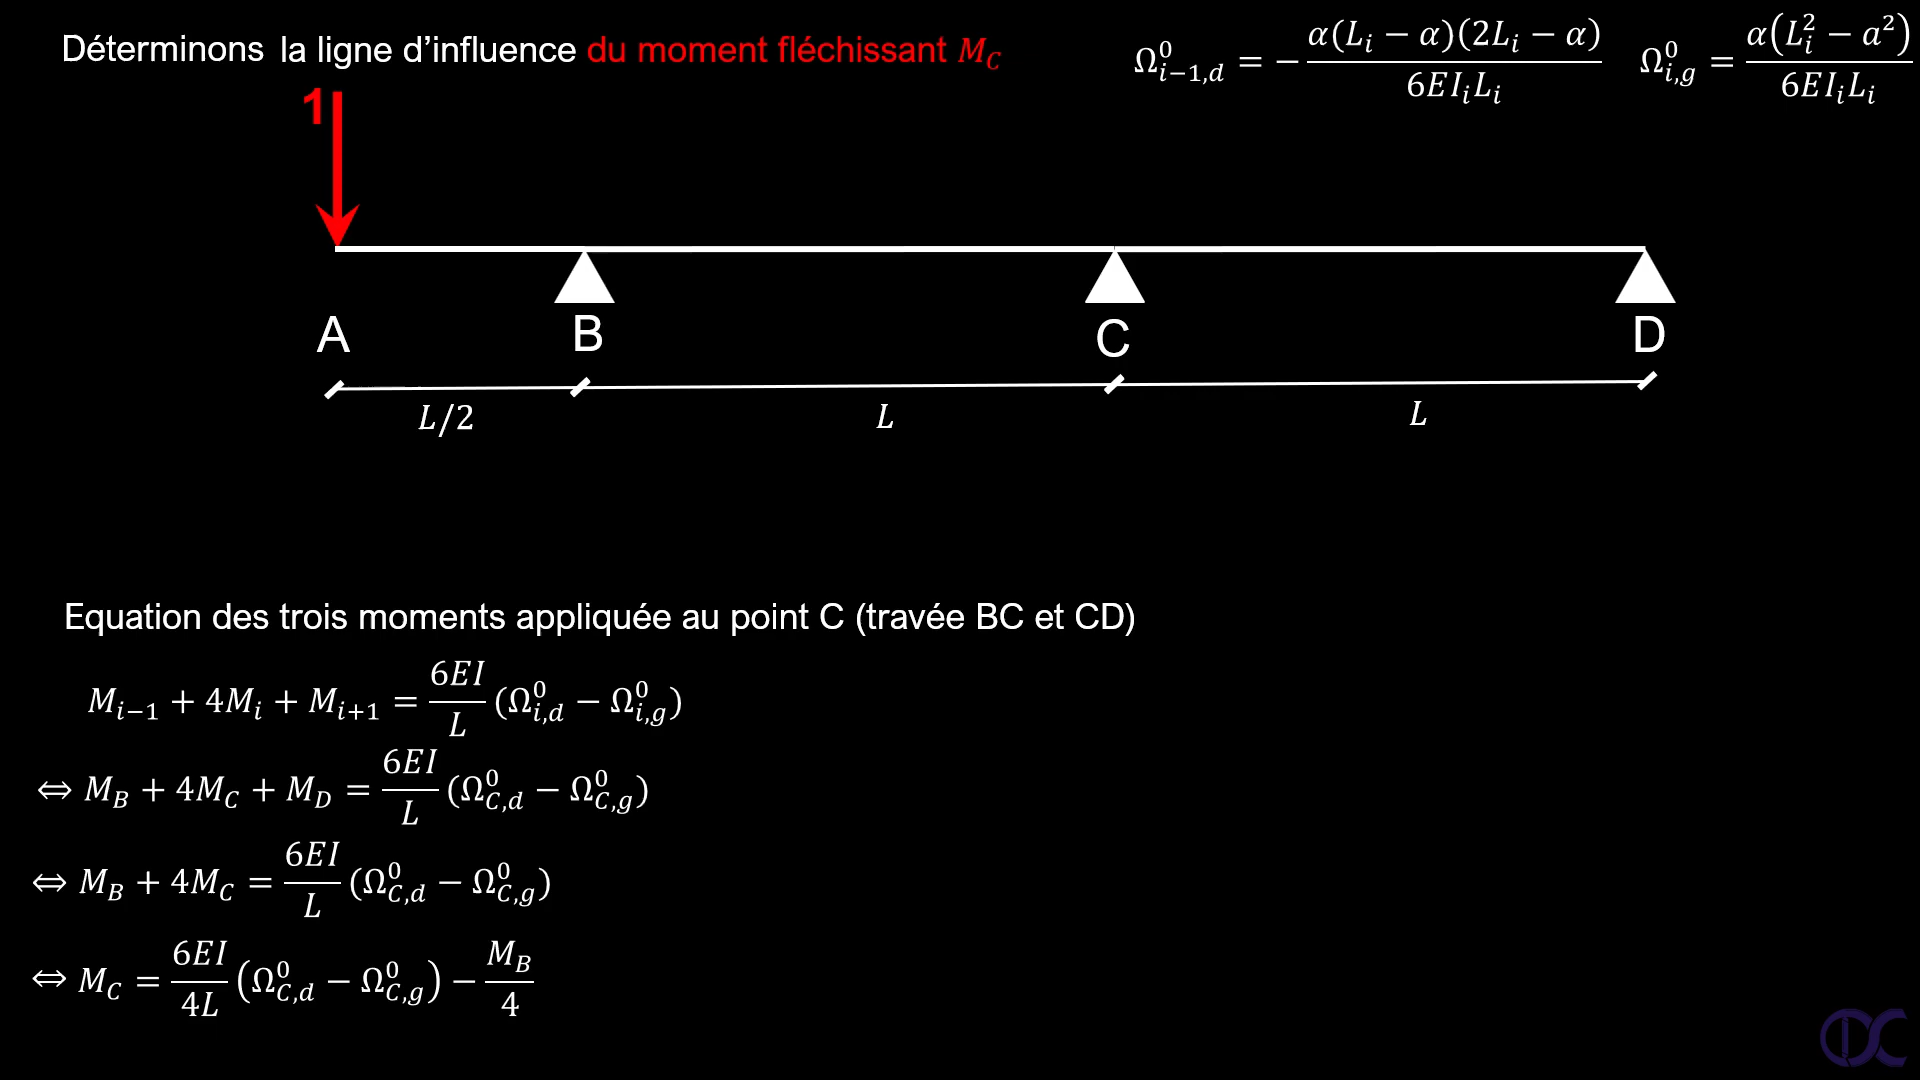 Déterminons la ligne d’influence du moment fléchissant M_C
Ω^0_{i−1,d} = − α(L_i − α)(2L_i − α) / 6EI_iL_i
Ω^0_{i,g} = α(L_i^2 − a^2) / 6EI_iL_i
1
A B C D
L/2 L L
Equation des trois moments appliquée au point C (travée BC et CD)
M_{i−1} + 4M_i + M_{i+1} = 6EI/L (Ω^0_{i,d} − Ω^0_{i,g})
⇔ M_B + 4M_C + M_D = 6EI/L (Ω^0_{C,d} − Ω^0_{C,g})
⇔ M_B + 4M_C = 6EI/L (Ω^0_{C,d} − Ω^0_{C,g})
⇔ M_C = 6EI/4L (Ω^0_{C,d} − Ω^0_{C,g}) − M_B/4